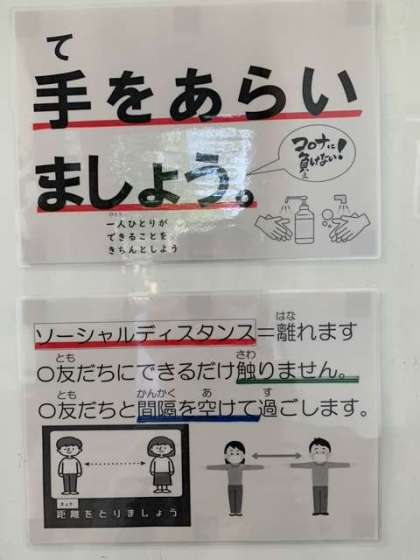 て
手をあらい
ましょう。
コロナに
負けない!
ひとり
一人ひとりが
できることを
きちんとしよう
はな
ソーシャルディスタンス=離れます
とも さわ
〇友だちにできるだけ触りません。
とも かんかく あ す
〇友だちと間隔を空けて過ごします。
距離をとりましょう